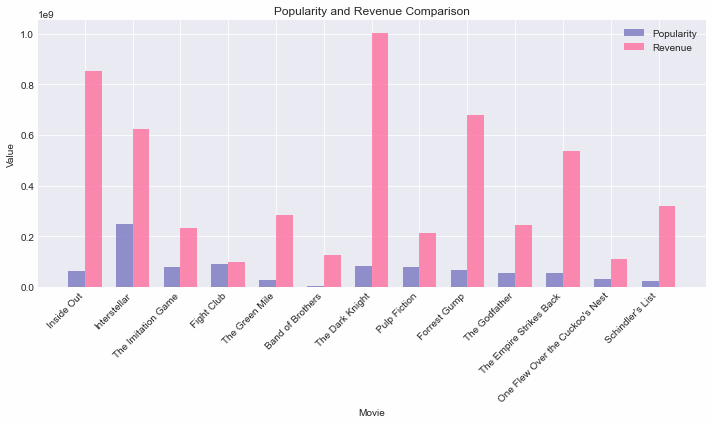 Popularity and Revenue Comparison
1e9
Popularity
Revenue
1.0
0.8
0.6
0.4
0.2
0.0
Value
Inside Out
Interstellar
The Imitation Game
Fight Club
The Green Mile
Band of Brothers
The Dark Knight
Pulp Fiction
Forrest Gump
The Godfather
The Empire Strikes Back
One Flew Over the Cuckoo's Nest
Schindler's List
Movie